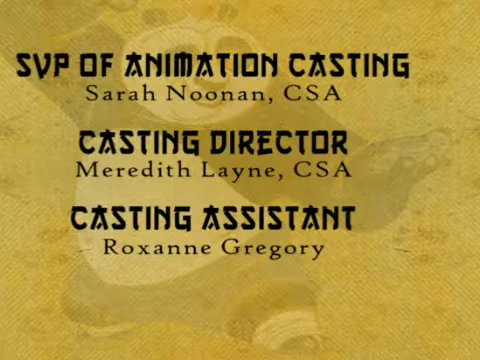 SVP OF ANIMATION CASTING
Sarah Noonan, CSA
CASTING DIRECTOR
Meredith Layne, CSA
CASTING ASSISTANT
Roxanne Gregory